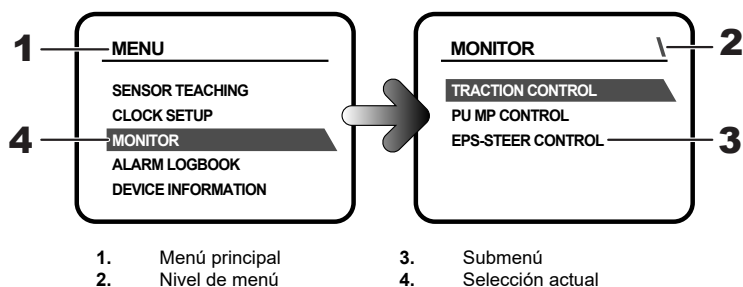 1
MENU
SENSOR TEACHING
CLOCK SETUP
4
MONITOR
ALARM LOGBOOK
DEVICE INFORMATION
MONITOR \
2
TRACTION CONTROL
PU MP CONTROL
EPS-STEER CONTROL
3
1. Menú principal
2. Nivel de menú
3. Submenú
4. Selección actual